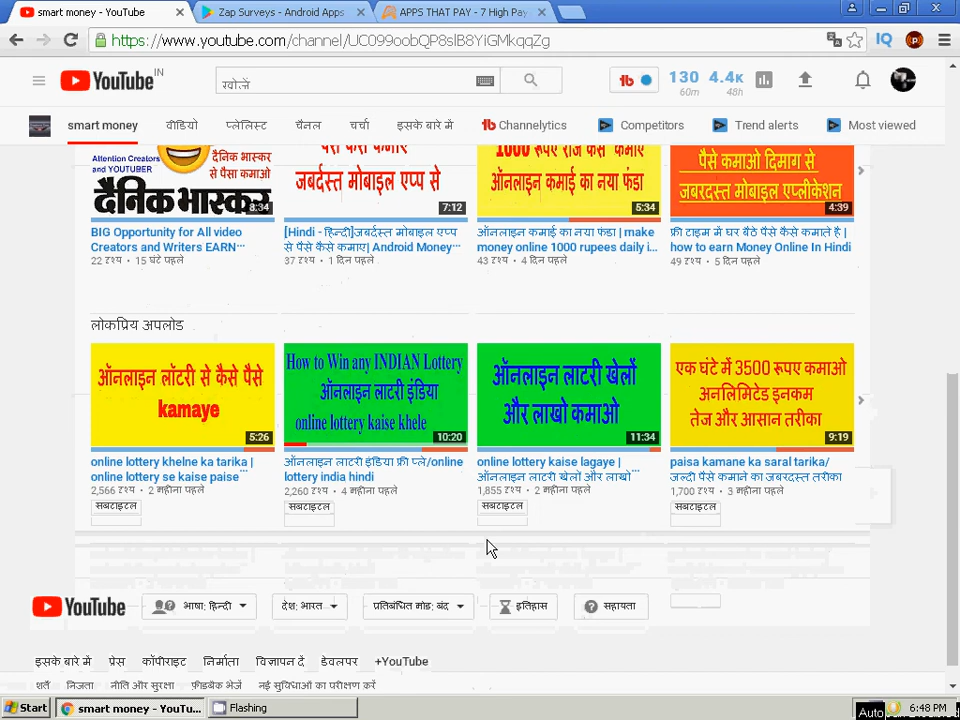 smart money - YouTube
Zap Surveys - Android Apps
APPS THAT PAY - 7 High Pay
https://www.youtube.com/channel/UC099oobQP8slB8YiGMkqqZg
YouTube IN
खोजें
tb
130 60m
4.4K 48h
smart money
वीडियो
प्लेलिस्ट
चैनल
चर्चा
इसके बारे में
Channelytics
Competitors
Trend alerts
Most viewed
Attention Creators
and YOUTUBER
दैनिक भास्कर
से पैसा कमाओ
दैनिक भास्कर
8:34
जबर्दस्त मोबाइल एप्प से
7:12
1000 रूपए रोज कैसे कमाए
ऑनलाइन कमाई का नया फंडा
5:34
पैसे कमाओ दिमाग से
जबरदस्त मोबाइल एप्लीकेशन
4:39
BIG Opportunity for All video
Creators and Writers EARN...
22 दृश्य • 15 घंटे पहले
[Hindi - हिन्दी]जबर्दस्त मोबाइल एप्प
से पैसे कैसे कमाए| Android Money...
37 दृश्य • 1 दिन पहले
ऑनलाइन कमाई का नया फंडा | make
money online 1000 rupees daily i...
43 दृश्य • 4 दिन पहले
फ्री टाइम में घर बैठे पैसे कैसे कमाते है |
how to earn Money Online In Hindi
49 दृश्य • 5 दिन पहले
लोकप्रिय अपलोड
ऑनलाइन लॉटरी से कैसे पैसे
kamaye
5:26
How to Win any INDIAN Lottery
ऑनलाइन लाटरी इंडिया
online lottery kaise khele
10:20
ऑनलाइन लाटरी खेलों
और लाखो कमाओ
11:34
एक घंटे में 3500 रूपए कमाओ
अनलिमिटेड इनकम
तेज और आसान तरीका
9:19
online lottery khelne ka tarika |
online lottery se kaise paise...
2,566 दृश्य • 2 महीना पहले
सबटाइटल
ऑनलाइन लाटरी इंडिया फ्री प्ले/online
lottery india hindi
2,260 दृश्य • 4 महीना पहले
सबटाइटल
online lottery kaise lagaye |
ऑनलाइन लाटरी खेलों और लाखो...
1,855 दृश्य • 2 महीना पहले
सबटाइटल
paisa kamane ka saral tarika/
जल्दी पैसे कमाने का जबरदस्त तरीका
1,700 दृश्य • 3 महीना पहले
सबटाइटल
YouTube
भाषा: हिन्दी
देश: भारत
प्रतिबंधित मोड: बंद
इतिहास
सहायता
इसके बारे में
प्रेस
कॉपीराइट
निर्माता
विज्ञापन दें
डेवलपर
+YouTube
शर्तें
निजता
नीति और सुरक्षा
फ़ीडबैक भेजें
नई सुविधाओं का परीक्षण करें
Start
smart money - YouTu...
Flashing
6:48 PM